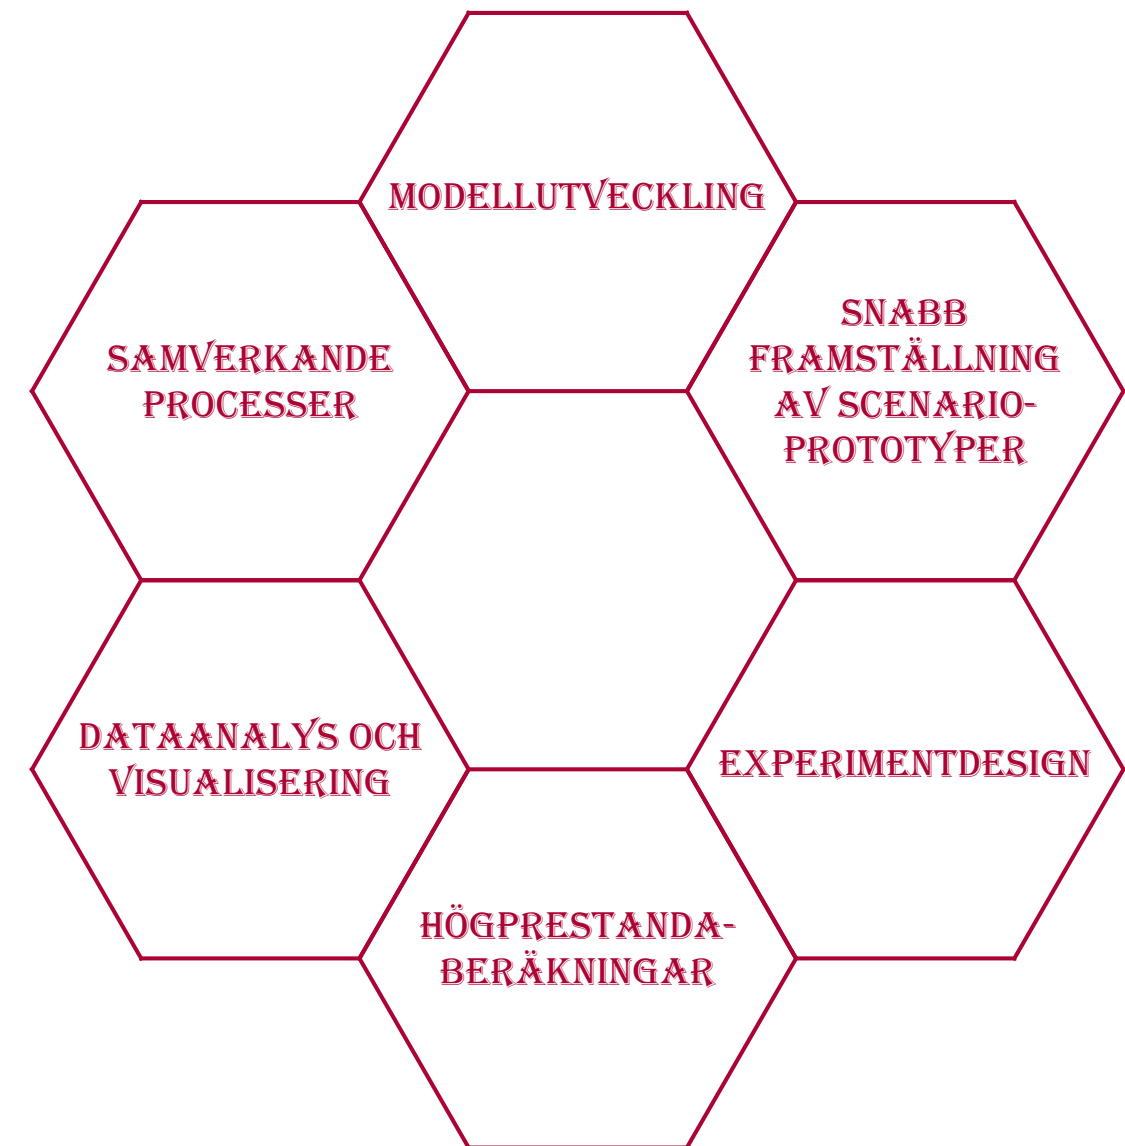 MODELLUTVECKLING
SNABB
FRAMSTÄLLNING
AV SCENARIO-
PROTOTYPER
SAMVERKANDE
PROCESSER
DATAANALYS OCH
VISUALISERING
EXPERIMENTDESIGN
HÖGPRESTANDA-
BERÄKNINGAR